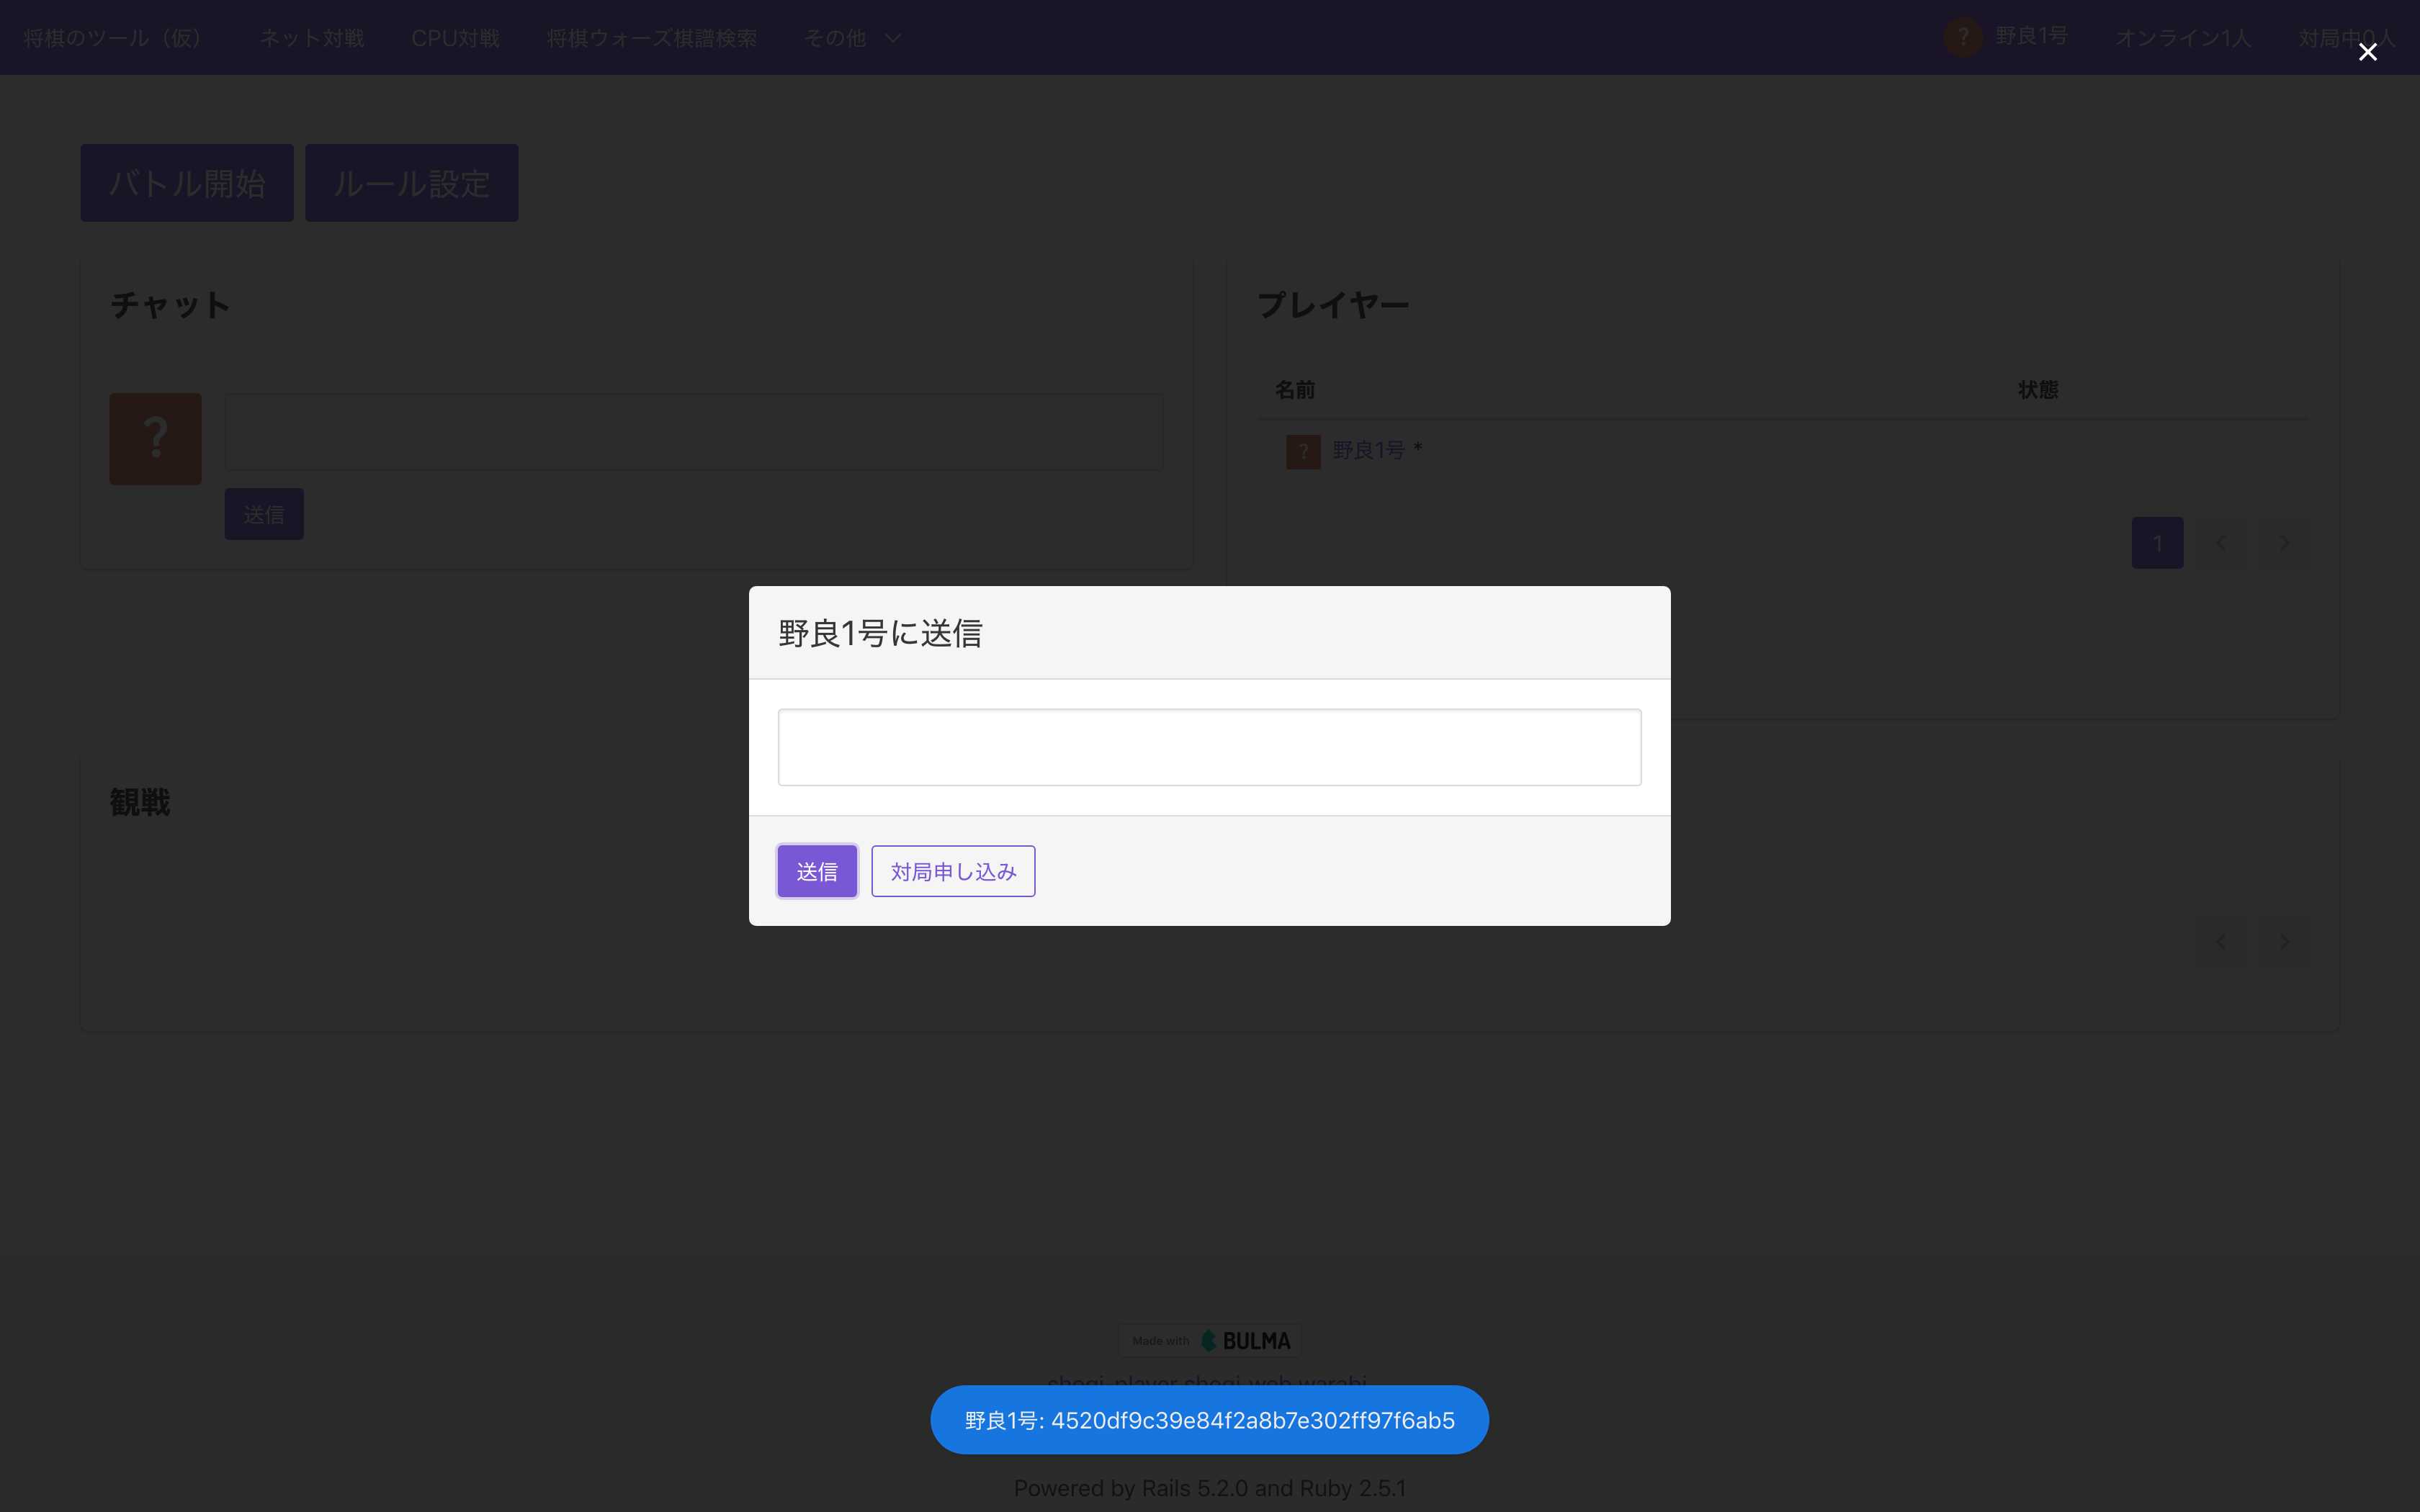 将棋のツール（仮） ネット対戦 CPU対戦 将棋ウォーズ棋譜検索 その他 ? 野良1号 オンライン1人 対局中0人
バトル開始 ルール設定
チャット
?
送信
プレイヤー
名前 状態
? 野良1号 *
1
野良1号に送信
送信 対局申し込み
観戦
Made with BULMA
shogi-player shogi-web warabi
野良1号: 4520df9c39e84f2a8b7e302ff97f6ab5
Powered by Rails 5.2.0 and Ruby 2.5.1